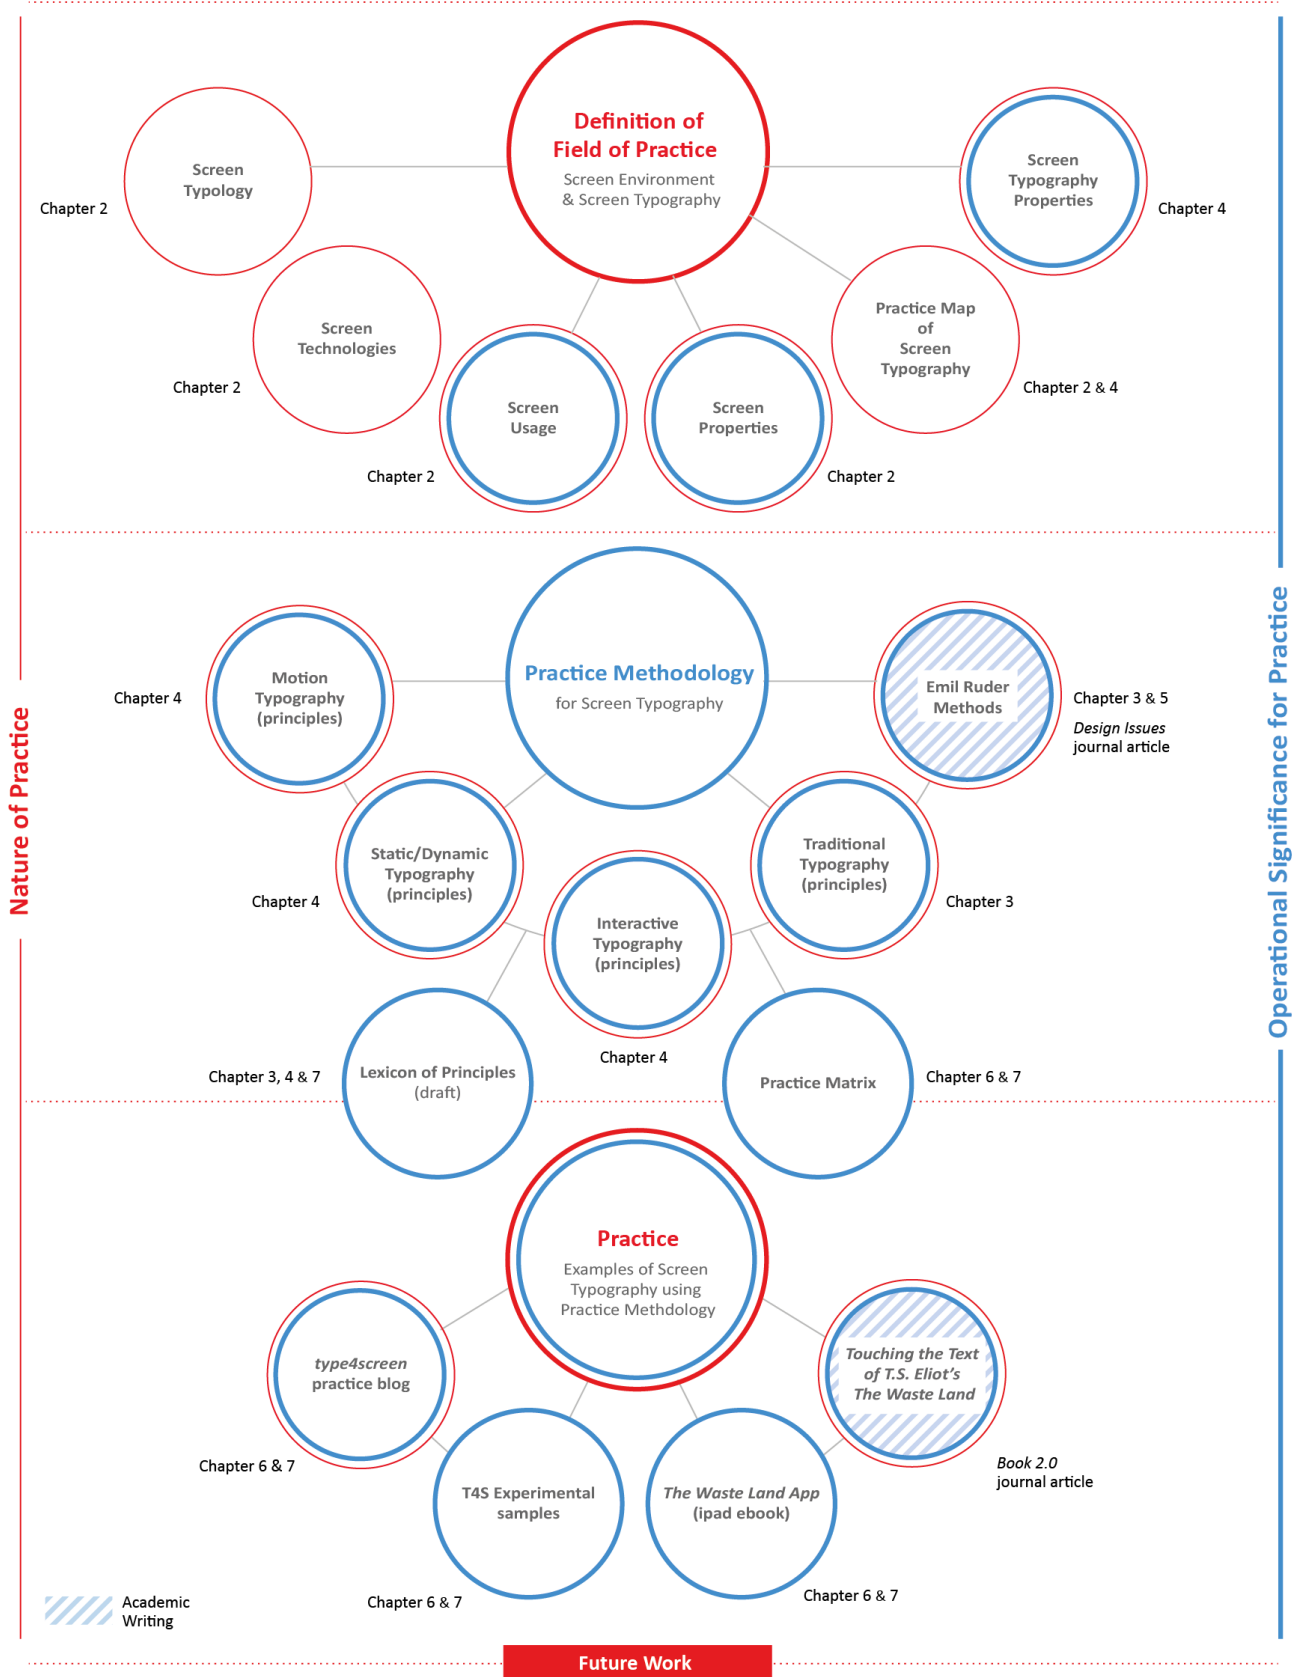 Definition of
Field of Practice
Screen Environment
& Screen Typography
Screen
Typology
Chapter 2
Screen
Typography
Properties
Chapter 4
Screen
Technologies
Chapter 2
Practice Map
of
Screen
Typography
Chapter 2 & 4
Screen
Usage
Chapter 2
Screen
Properties
Chapter 2
Nature of Practice
Operational Significance for Practice
Practice Methodology
for Screen Typography
Motion
Typography
(principles)
Chapter 4
Emil Ruder
Methods
Chapter 3 & 5
Design Issues
journal article
Static/Dynamic
Typography
(principles)
Chapter 4
Traditional
Typography
(principles)
Chapter 3
Interactive
Typography
(principles)
Chapter 4
Lexicon of Principles
(draft)
Chapter 3, 4 & 7
Practice Matrix
Chapter 6 & 7
Practice
Examples of Screen
Typography using
Practice Methdology
type4screen
practice blog
Chapter 6 & 7
Touching the Text
of T.S. Eliot’s
The Waste Land
Book 2.0
journal article
T4S Experimental
samples
Chapter 6 & 7
The Waste Land App
(ipad ebook)
Chapter 6 & 7
Academic
Writing
Future Work